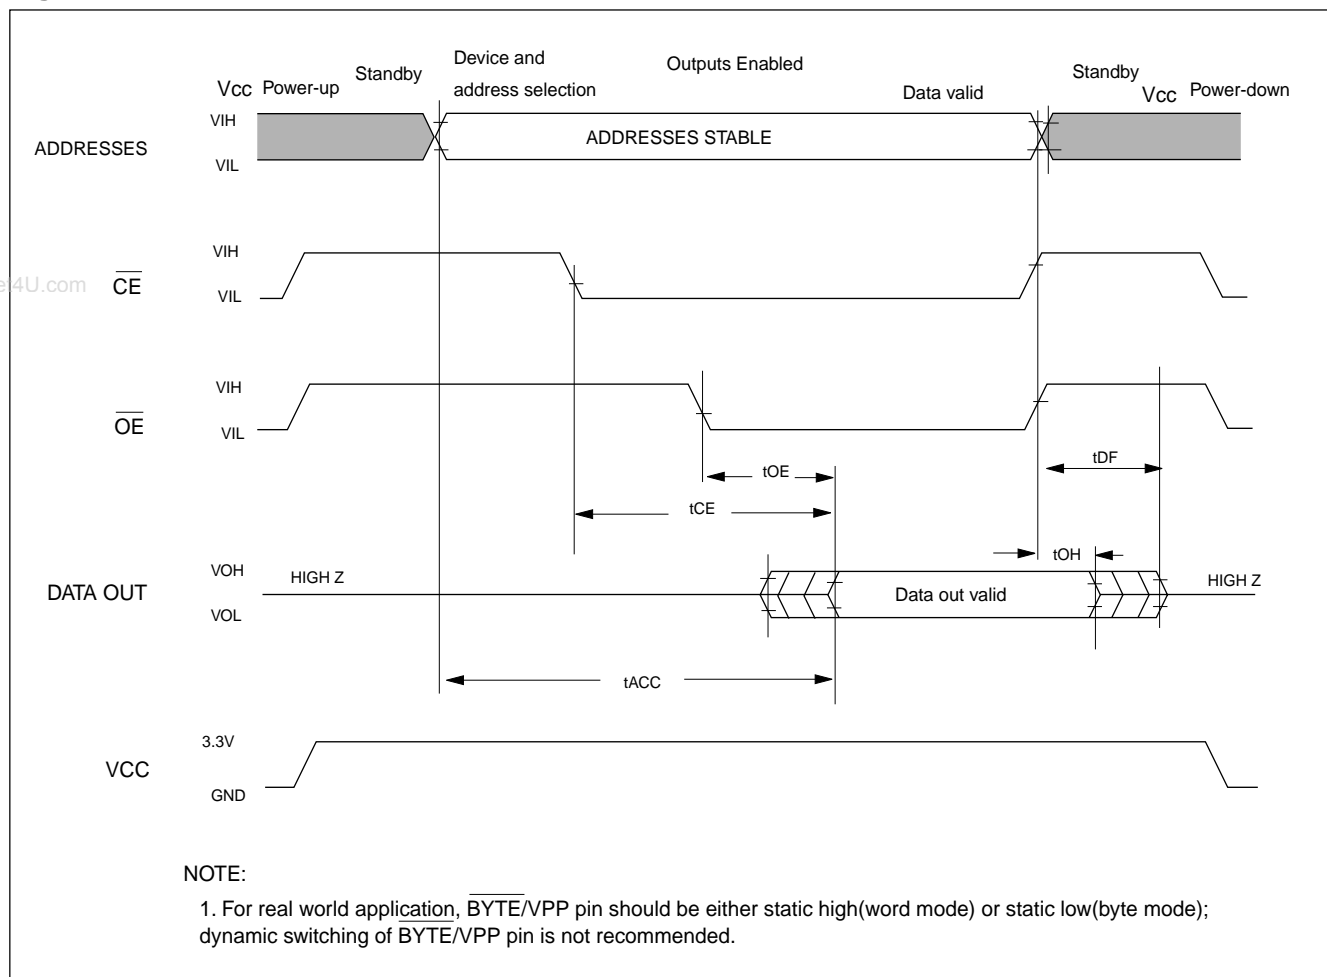 Device and
Outputs Enabled
Standby
Standby
Vcc Power-up
address selection
Data valid
Vcc Power-down
VIH
ADDRESSES
ADDRESSES STABLE
VIL
VIH
et4U.com
CE
VIL
VIH
OE
VIL
tOE
tDF
tCE
tOH
VOH
HIGH Z
DATA OUT
Data out valid
HIGH Z
VOL
tACC
3.3V
VCC
GND
NOTE:
1. For real world application, BYTE/VPP pin should be either static high(word mode) or static low(byte mode);
dynamic switching of BYTE/VPP pin is not recommended.